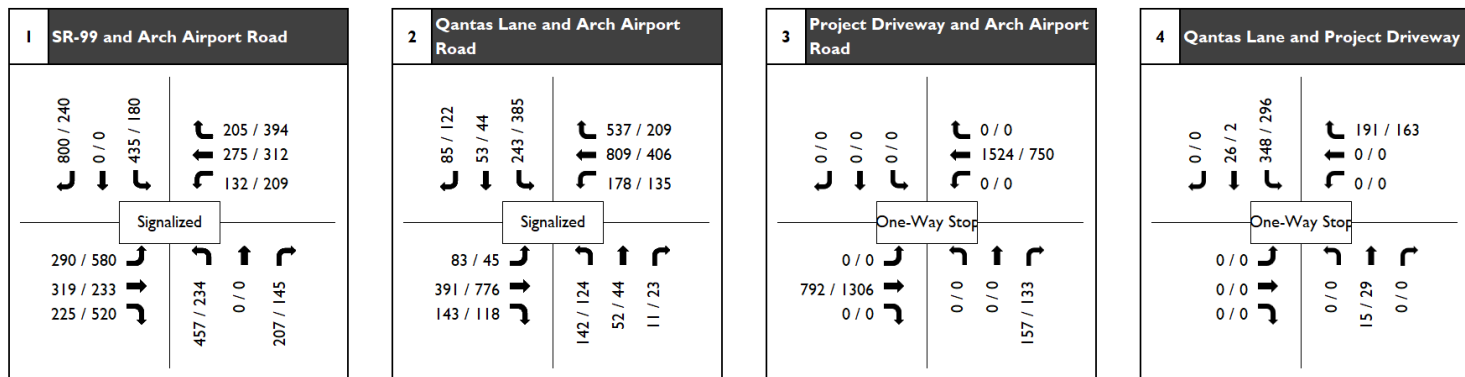 1 SR-99 and Arch Airport Road
800 / 240
0 / 0
435 / 180
205 / 394
275 / 312
132 / 209
Signalized
290 / 580
319 / 233
225 / 520
457 / 234
0 / 0
207 / 145
2 Qantas Lane and Arch Airport
Road
85 / 122
53 / 44
243 / 385
537 / 209
809 / 406
178 / 135
Signalized
83 / 45
391 / 776
143 / 118
142 / 124
52 / 44
11 / 23
3 Project Driveway and Arch Airport
Road
0 / 0
0 / 0
0 / 0
0 / 0
1524 / 750
0 / 0
One-Way Stop
0 / 0
792 / 1306
0 / 0
0 / 0
0 / 0
157 / 133
4 Qantas Lane and Project Driveway
0 / 0
26 / 2
348 / 296
191 / 163
0 / 0
0 / 0
One-Way Stop
0 / 0
0 / 0
0 / 0
0 / 0
15 / 29
0 / 0